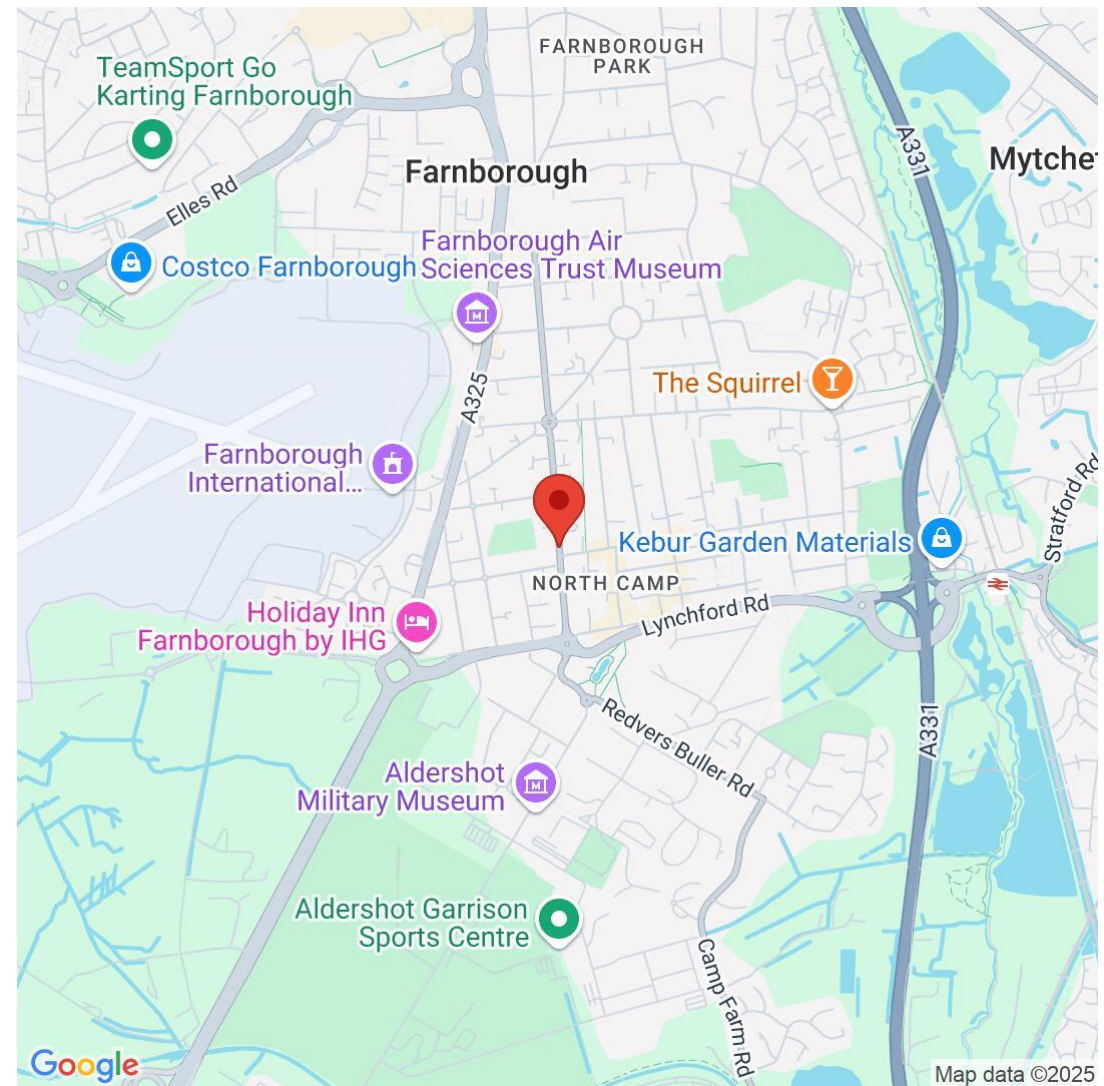 FARNBOROUGH
PARK
TeamSport Go
Karting Farnborough
A331
Mytchet
Farnborough
Elles Rd
Farnborough Air
Sciences Trust Museum
Costco Farnborough
The Squirrel
A325
Farnborough
International...
Stratford Rd
Kebur Garden Materials
NORTH CAMP
Holiday Inn
Farnborough by IHG
Lynchford Rd
Redvers Buller Rd
A331
Aldershot
Military Museum
Aldershot Garrison
Sports Centre
Camp Farm Rd
Google
Map data ©2025